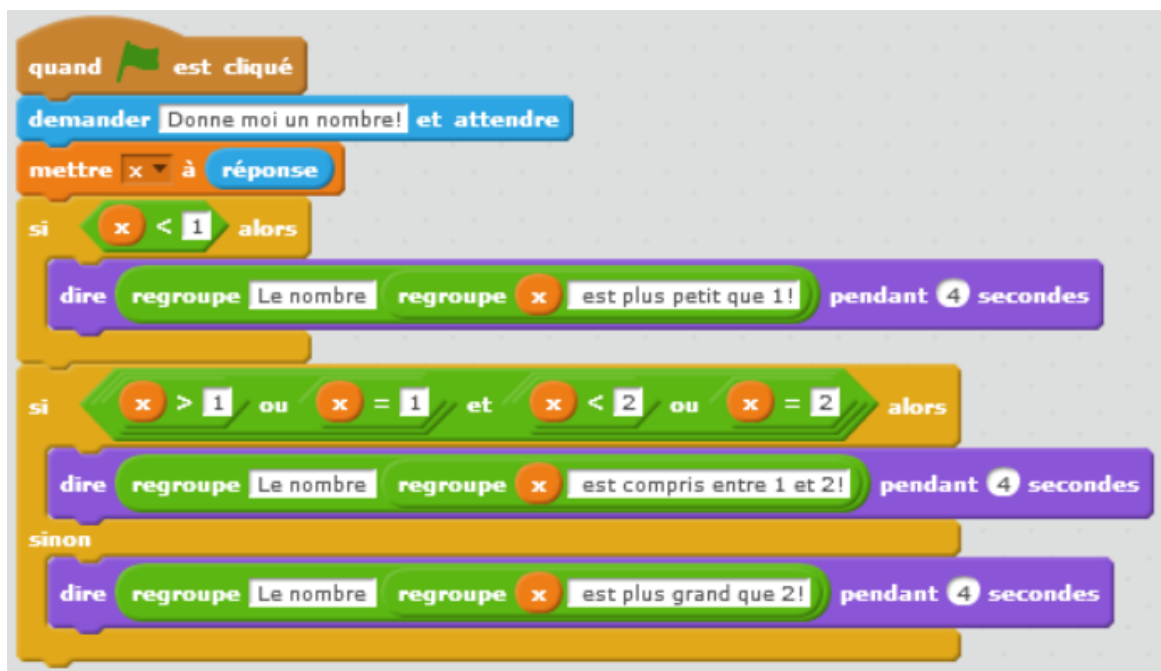 quand est cliqué
demander Donne moi un nombre! et attendre
mettre x à réponse
si x < 1 alors
dire regroupe Le nombre regroupe x est plus petit que 1! pendant 4 secondes
si x > 1 ou x = 1 et x < 2 ou x = 2 alors
dire regroupe Le nombre regroupe x est compris entre 1 et 2! pendant 4 secondes
sinon
dire regroupe Le nombre regroupe x est plus grand que 2! pendant 4 secondes